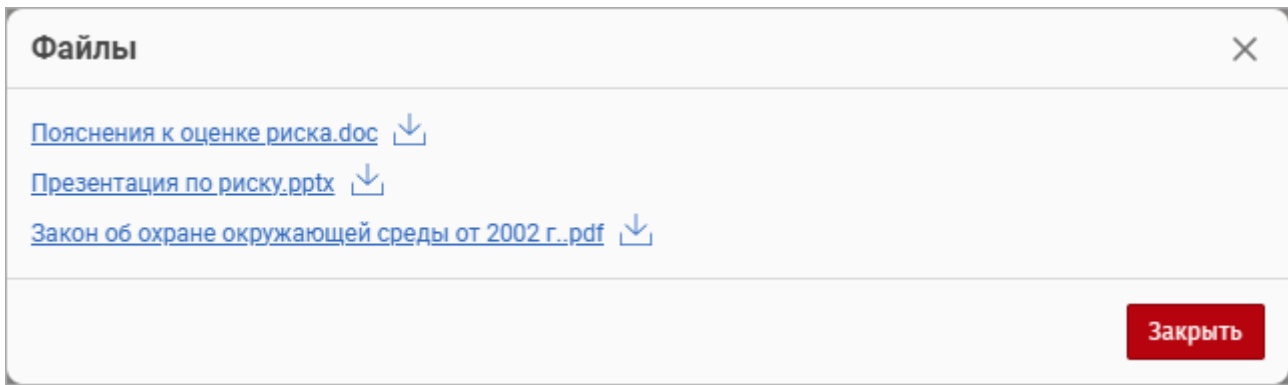 Файлы
Пояснения к оценке риска.doc
Презентация по риску.pptx
Закон об охране окружающей среды от 2002 г..pdf
Закрыть